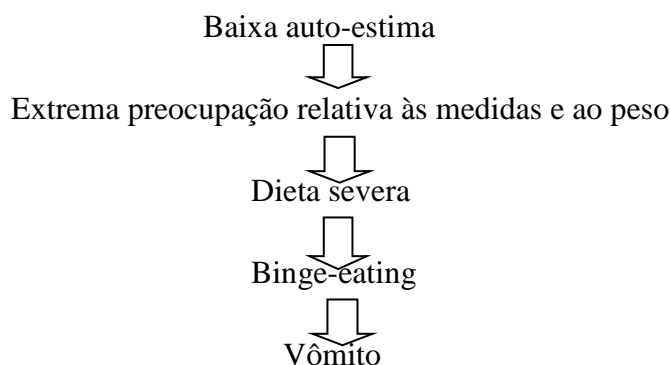 Baixa auto-estima
Extrema preocupação relativa às medidas e ao peso
Dieta severa
Binge-eating
Vômito